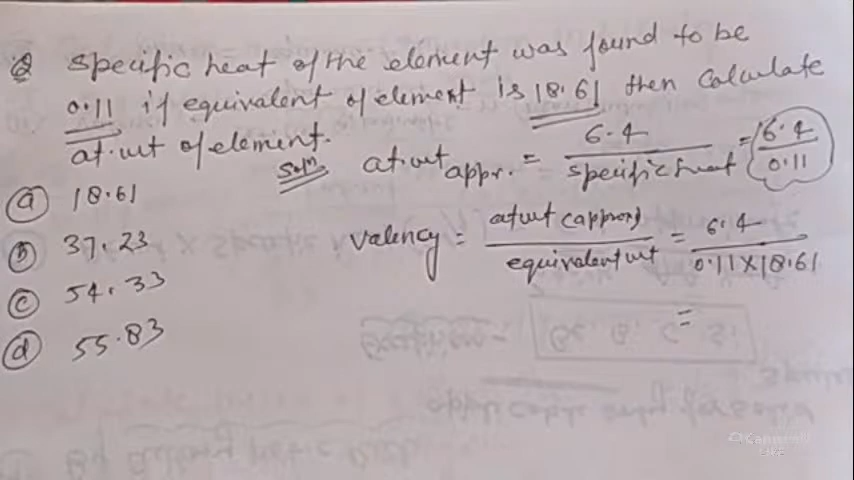 Q Specific heat of the element was found to be
0.11 if equivalent of element is 18.61 then calculate
at.wt of element.
Soln at.wt appr. = 6.4 / specific heat = 6.4 / 0.11
(a) 18.61
(b) 37.23
(c) 54.33
(d) 55.83
Valency = at wt (approx) / equivalent wt = 6.4 / 0.11 X 18.61
=